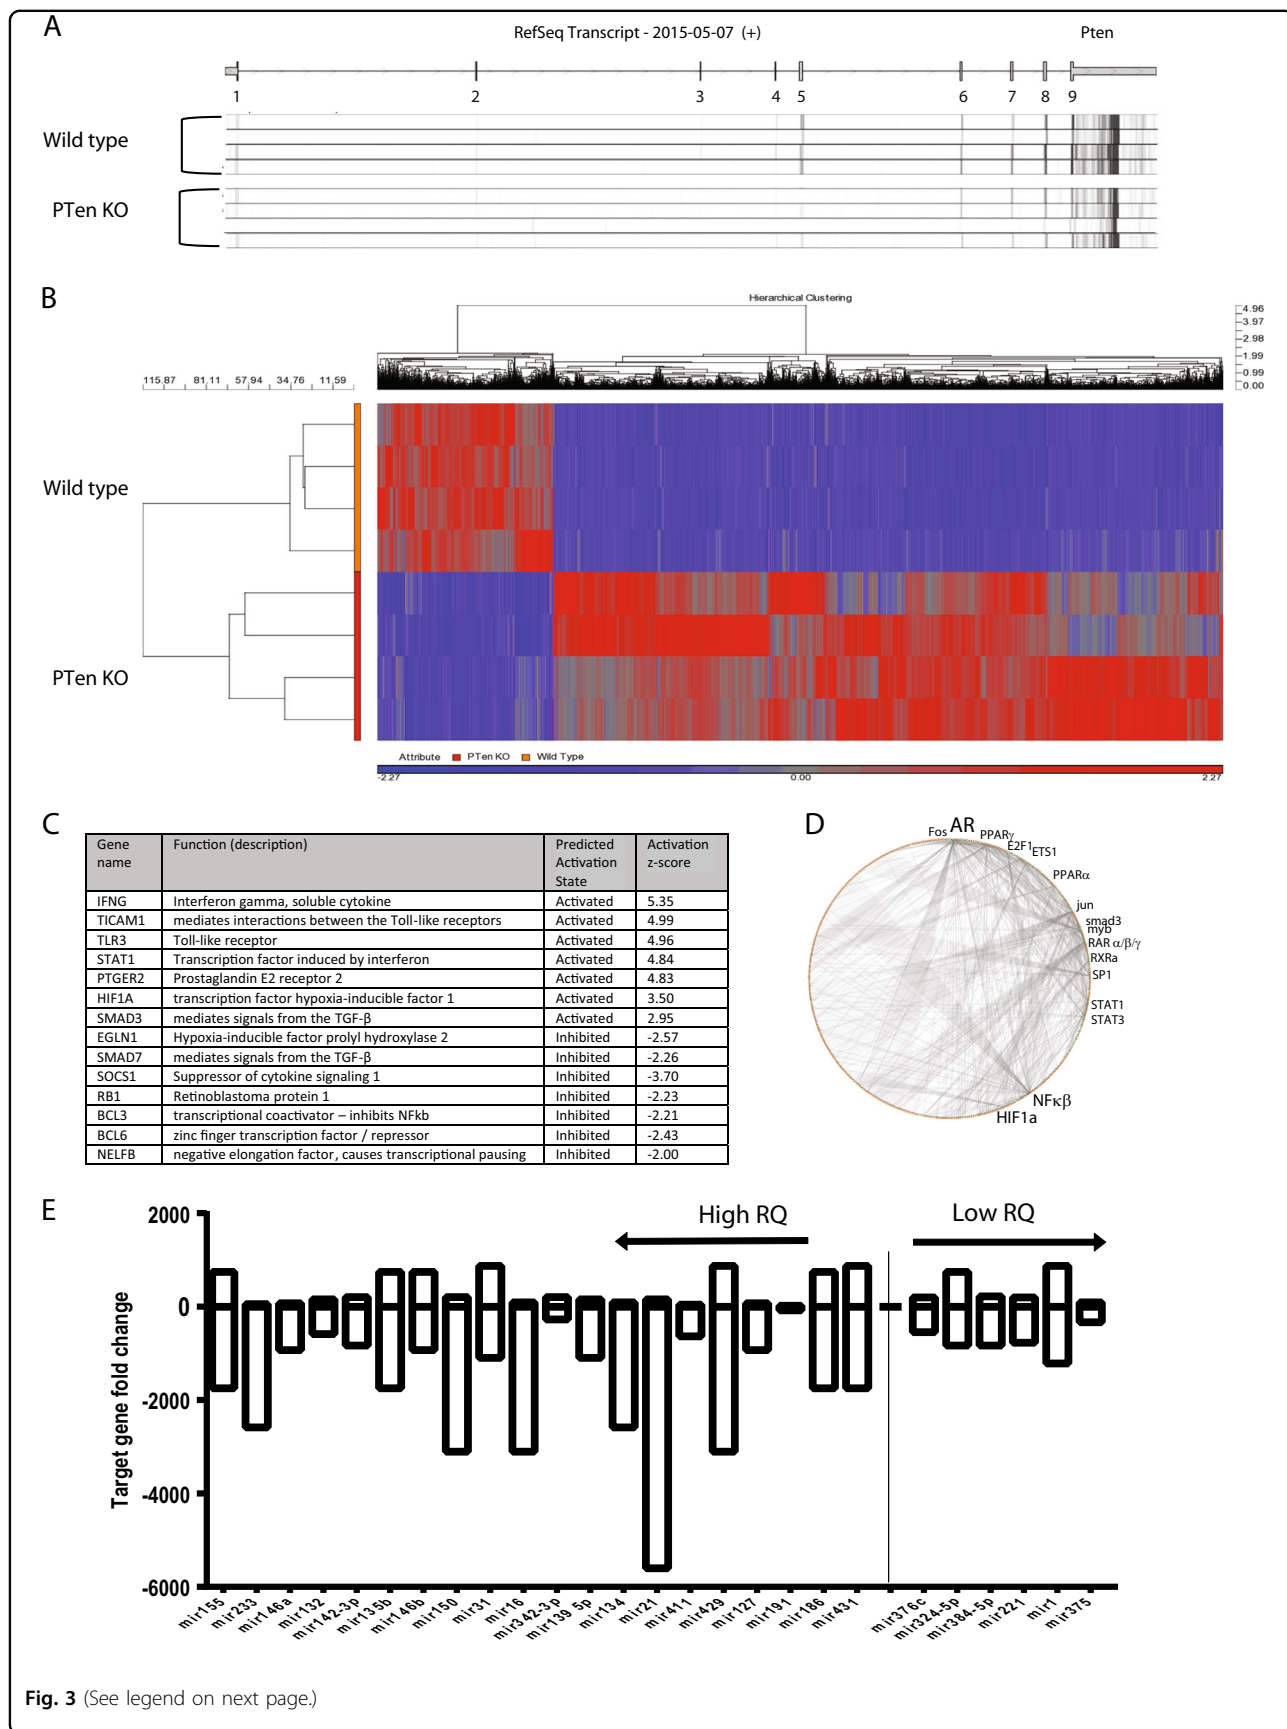 A
RefSeq Transcript - 2015-05-07 (+)
Pten
1 2 3 4 5 6 7 8 9
Wild type
PTen KO
B
Hierarchical Clustering
4.96
3.97
2.98
1.99
0.99
0.00
115.87 81.11 57.94 34.76 11.59
Wild type
PTen KO
Attribute PTen KO Wild Type
-2.27 0.00 2.27
C
Gene name Function (description) Predicted Activation State Activation z-score
IFNG Interferon gamma, soluble cytokine Activated 5.35
TICAM1 mediates interactions between the Toll-like receptors Activated 4.99
TLR3 Toll-like receptor Activated 4.96
STAT1 Transcription factor induced by interferon Activated 4.84
PTGER2 Prostaglandin E2 receptor 2 Activated 4.83
HIF1A transcription factor hypoxia-inducible factor 1 Activated 3.50
SMAD3 mediates signals from the TGF-β Activated 2.95
EGLN1 Hypoxia-inducible factor prolyl hydroxylase 2 Inhibited -2.57
SMAD7 mediates signals from the TGF-β Inhibited -2.26
SOCS1 Suppressor of cytokine signaling 1 Inhibited -3.70
RB1 Retinoblastoma protein 1 Inhibited -2.23
BCL3 transcriptional coactivator – inhibits NFkb Inhibited -2.21
BCL6 zinc finger transcription factor / repressor Inhibited -2.43
NELFB negative elongation factor, causes transcriptional pausing Inhibited -2.00
D
Fos AR PPARγ
E2F1
ETS1
PPARα
jun
smad3
myb
RAR α/β/γ
RXRa
SP1
STAT1
STAT3
NFκβ
HIF1a
E
High RQ
Low RQ
Target gene fold change
2000
0
-2000
-4000
-6000
mir155 mir233 mir146a mir132 mir142-3p mir135b mir146b mir150 mir31 mir16 mir342-3p mir139 5p mir134 mir21 mir411 mir429 mir127 mir191 mir186 mir431 mir376c mir324-5p mir384-5p mir221 mir1 mir375
Fig. 3 (See legend on next page.)